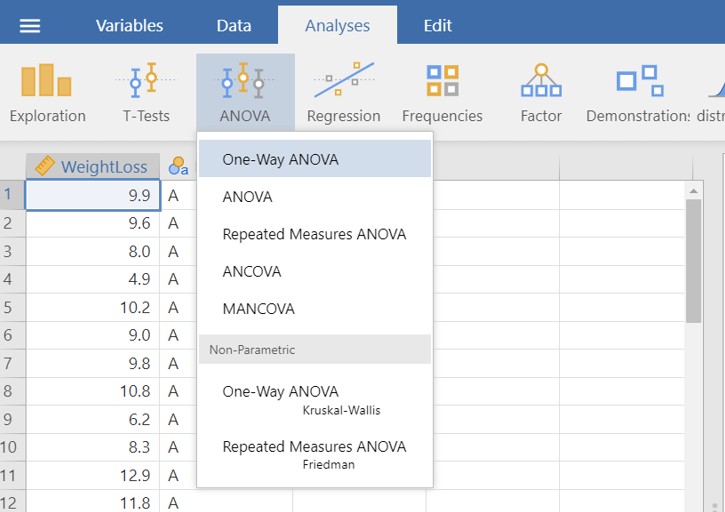 Variables Data Analyses Edit
Exploration T-Tests ANOVA Regression Frequencies Factor Demonstrations distr
WeightLoss a
1 9.9 A
2 9.6 A
3 8.0 A
4 4.9 A
5 10.2 A
6 9.0 A
7 9.8 A
8 10.8 A
9 6.2 A
10 8.3 A
11 12.9 A
12 11.8 A
One-Way ANOVA
ANOVA
Repeated Measures ANOVA
ANCOVA
MANCOVA
Non-Parametric
One-Way ANOVA
Kruskal-Wallis
Repeated Measures ANOVA
Friedman